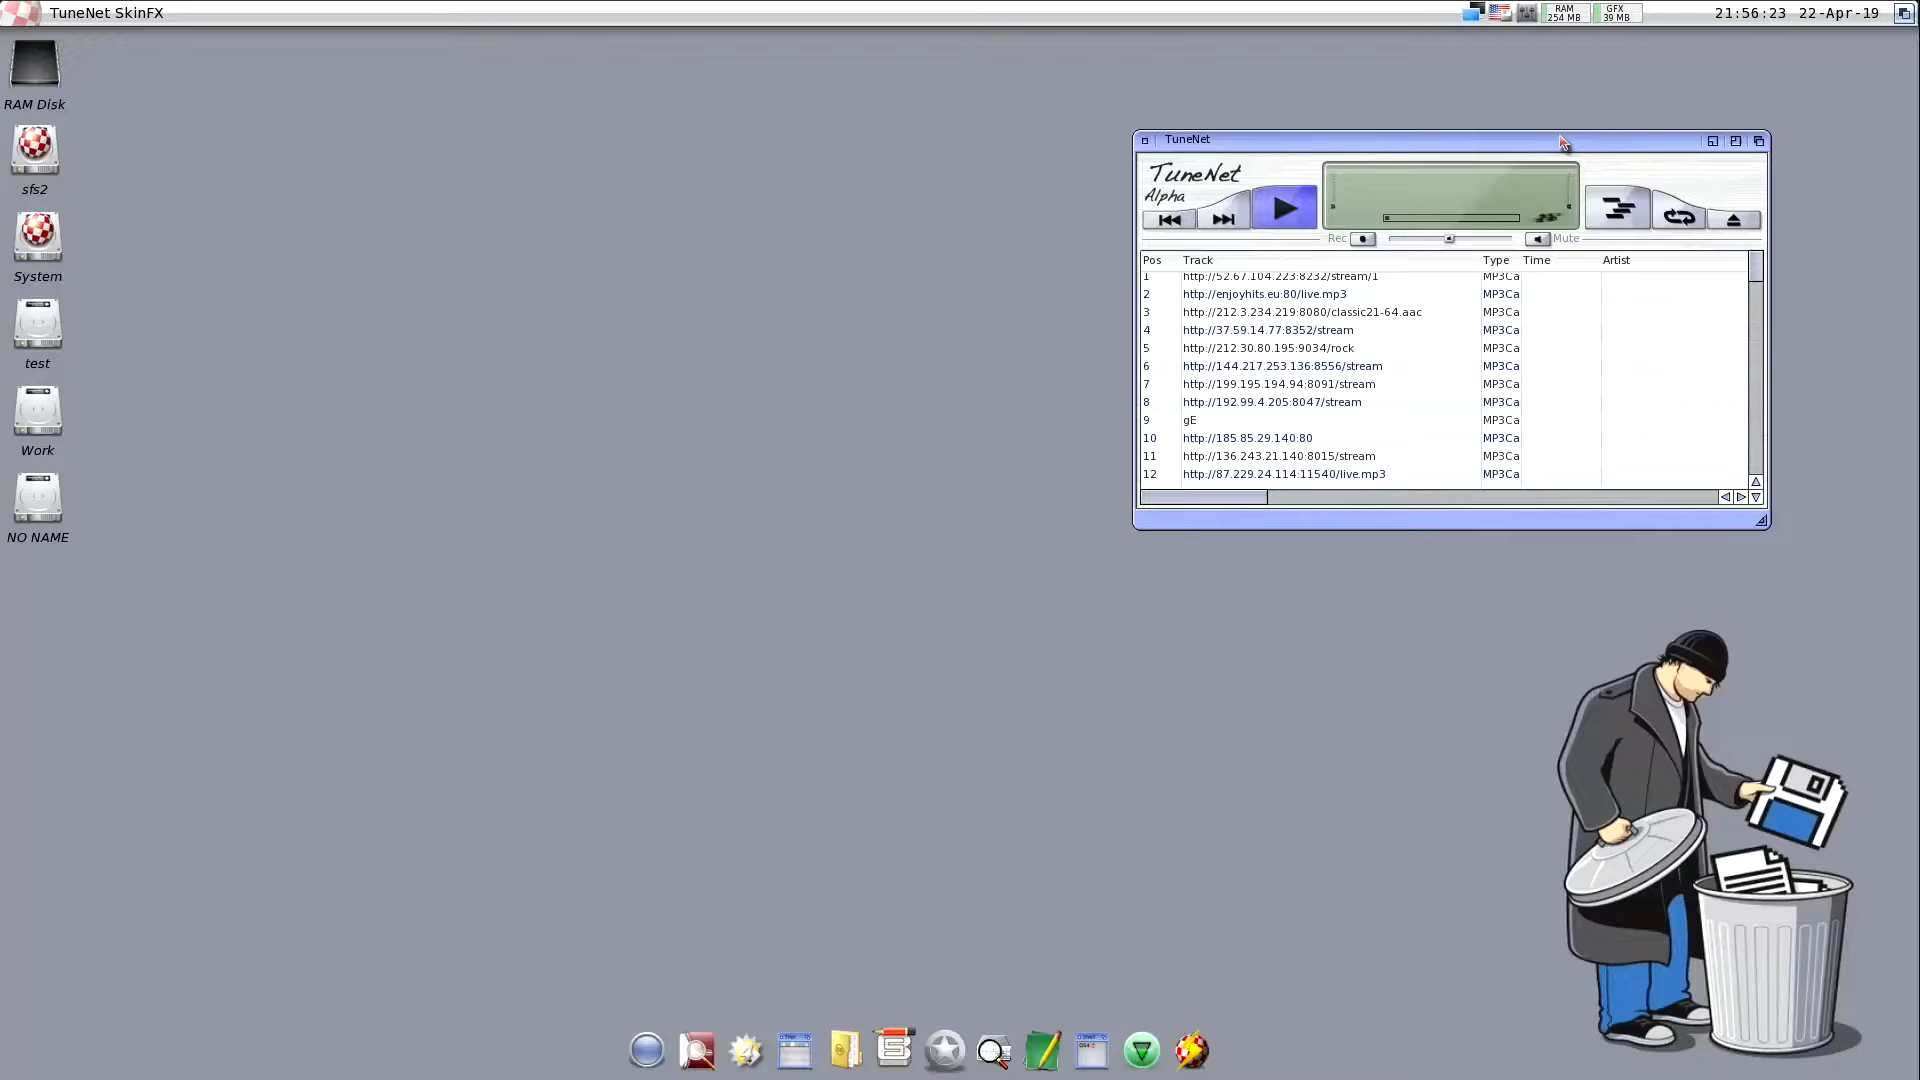 TuneNet SkinFX
RAM
254 MB
GFX
39 MB
21:56:23 22-Apr-19
RAM Disk
sfs2
System
test
Work
NO NAME
TuneNet
TuneNet
Alpha
Rec
Mute
Pos Track Type Time Artist
1 http://52.67.104.223:8232/stream/1 MP3Ca
2 http://enjoyhits.eu:80/live.mp3 MP3Ca
3 http://212.3.234.219:8080/classic21-64.aac MP3Ca
4 http://37.59.14.77:8352/stream MP3Ca
5 http://212.30.80.195:9034/rock MP3Ca
6 http://144.217.253.136:8556/stream MP3Ca
7 http://199.195.194.94:8091/stream MP3Ca
8 http://192.99.4.205:8047/stream MP3Ca
9 gE MP3Ca
10 http://185.85.29.140:80 MP3Ca
11 http://136.243.21.140:8015/stream MP3Ca
12 http://87.229.24.114:11540/live.mp3 MP3Ca